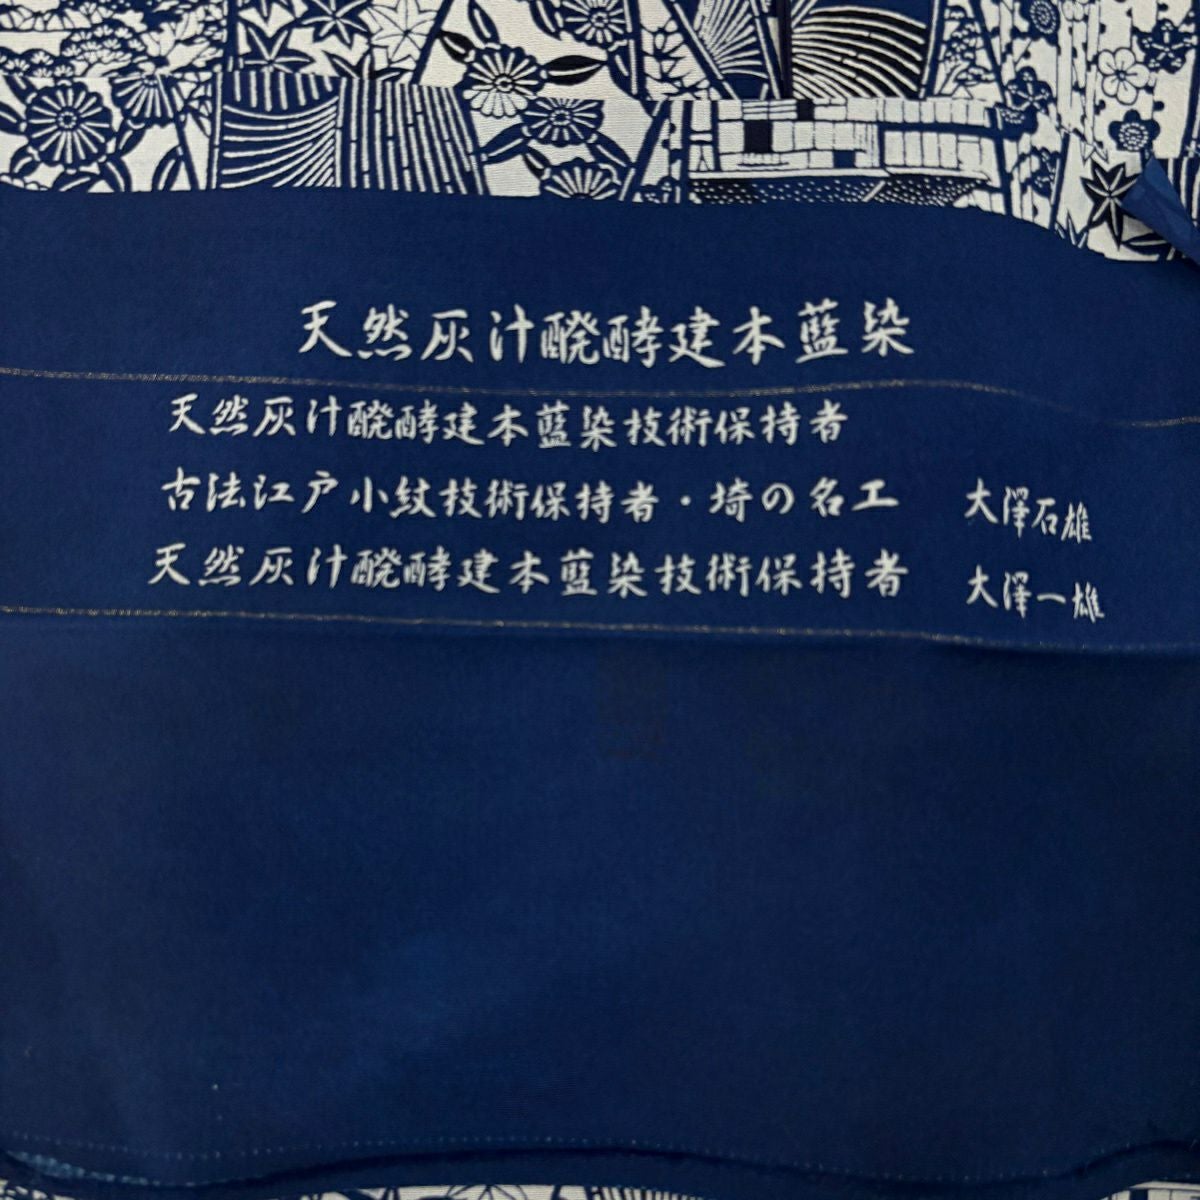 天然灰汁醗酵建本藍染
天然灰汁醗酵建本藍染技術保持者
古法江戸小紋技術保持者・埼の名工 大澤石雄
天然灰汁醗酵建本藍染技術保持者 大澤一雄